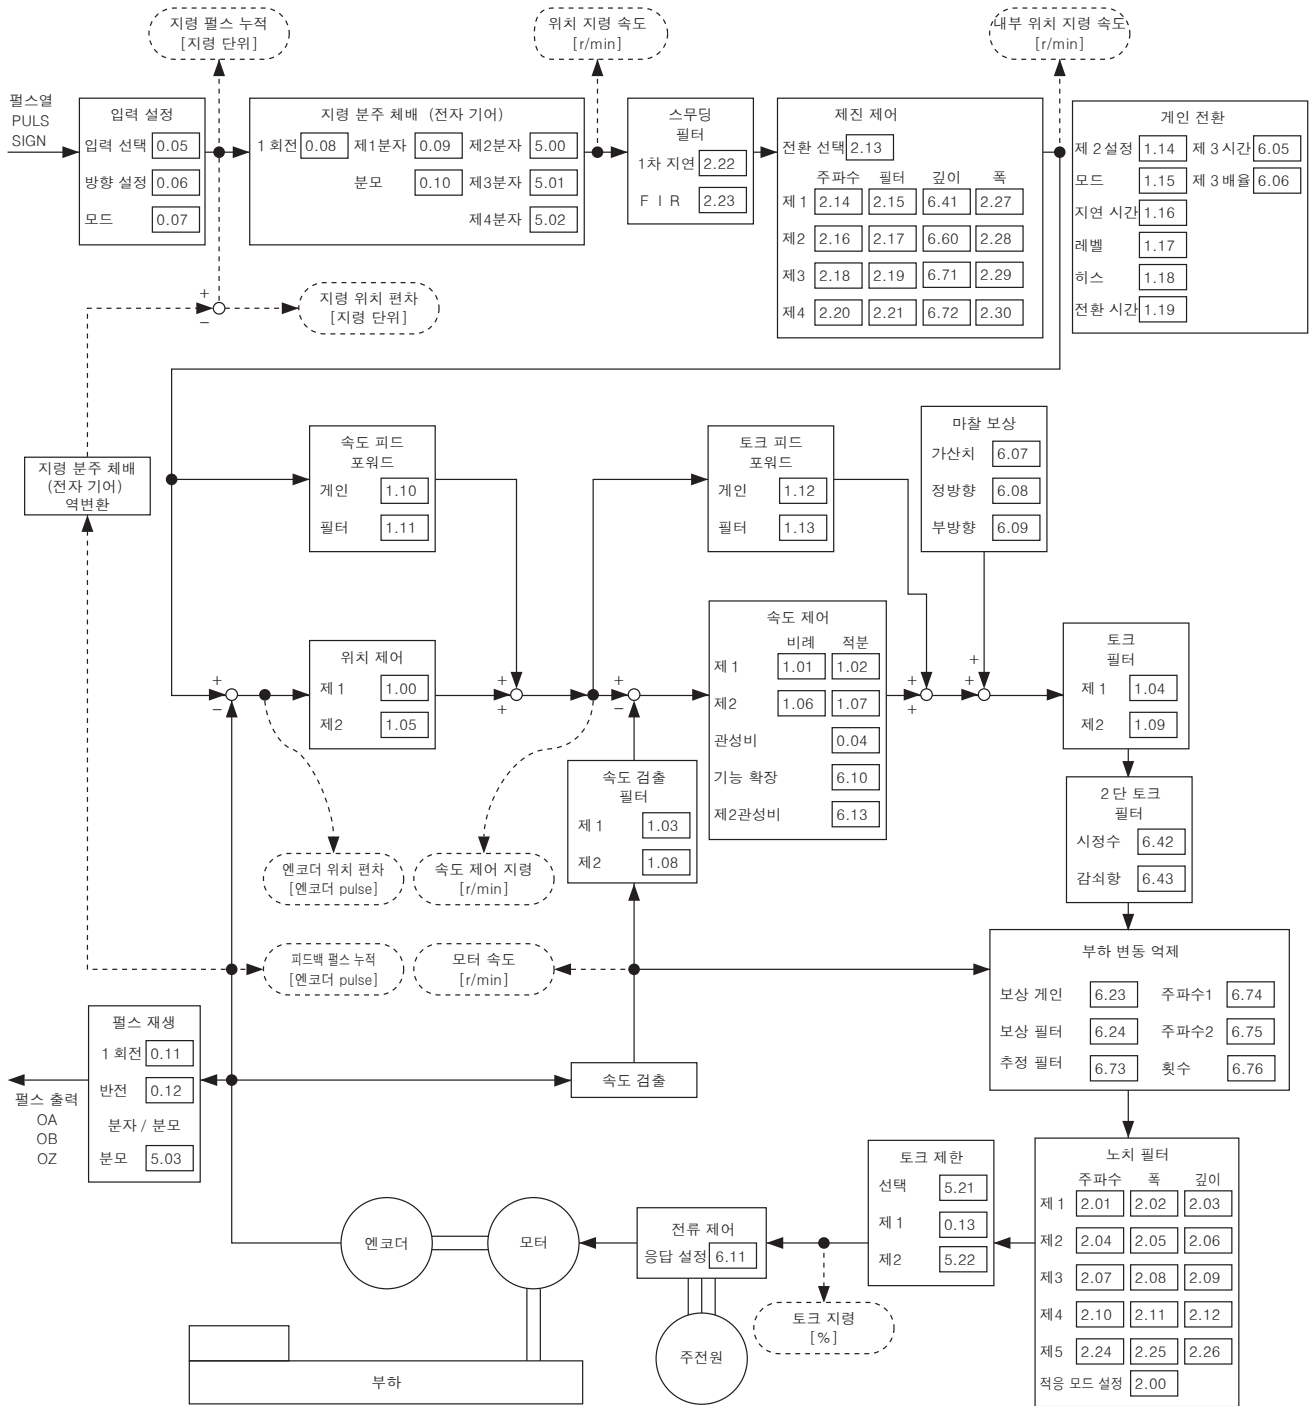 지령 펄스 누적
[지령 단위]
위치 지령 속도
[r/min]
내부 위치 지령 속도
[r/min]
펄스열
PULS
SIGN
입력 설정
입력 선택 0.05
방향 설정 0.06
모드 0.07
지령 분주 체배 (전자 기어)
1 회전 0.08 제1분자 0.09 제2분자 5.00
분모 0.10 제3분자 5.01
제4분자 5.02
스무딩
필터
1차 지연 2.22
F I R 2.23
제진 제어
전환 선택 2.13
주파수 필터 깊이 폭
제 1 2.14 2.15 6.41 2.27
제2 2.16 2.17 6.60 2.28
제3 2.18 2.19 6.71 2.29
제4 2.20 2.21 6.72 2.30
게인 전환
제 2 설정 1.14 제 3 시간 6.05
모드 1.15 제 3 배율 6.06
지연 시간 1.16
레벨 1.17
히스 1.18
전환 시간 1.19
+
−
지령 위치 편차
[지령 단위]
지령 분주 체배
(전자 기어)
역변환
속도 피드
포워드
게인 1.10
필터 1.11
토크 피드
포워드
게인 1.12
필터 1.13
마찰 보상
가산치 6.07
정방향 6.08
부방향 6.09
+
−
위치 제어
제 1 1.00
제2 1.05
+
+
+
−
속도 제어
비례 적분
제 1 1.01 1.02
제2 1.06 1.07
관성비 0.04
기능 확장 6.10
제2관성비 6.13
+
+
+
+
토크
필터
제 1 1.04
제2 1.09
속도 검출
필터
제 1 1.03
제2 1.08
2 단 토크
필터
시정수 6.42
감쇠항 6.43
엔코더 위치 편차
[엔코더 pulse]
속도 제어 지령
[r/min]
피드백 펄스 누적
[엔코더 pulse]
모터 속도
[r/min]
부하 변동 억제
보상 게인 6.23 주파수1 6.74
보상 필터 6.24 주파수2 6.75
추정 필터 6.73 횟수 6.76
펄스 재생
1 회전 0.11
반전 0.12
분자 / 분모
분모 5.03
펄스 출력
OA
OB
OZ
속도 검출
노치 필터
주파수 폭 깊이
제 1 2.01 2.02 2.03
제2 2.04 2.05 2.06
제3 2.07 2.08 2.09
제4 2.10 2.11 2.12
제5 2.24 2.25 2.26
적응 모드 설정 2.00
토크 제한
선택 5.21
제 1 0.13
제2 5.22
전류 제어
응답 설정 6.11
엔코더
모터
토크 지령
[%]
주전원
부하